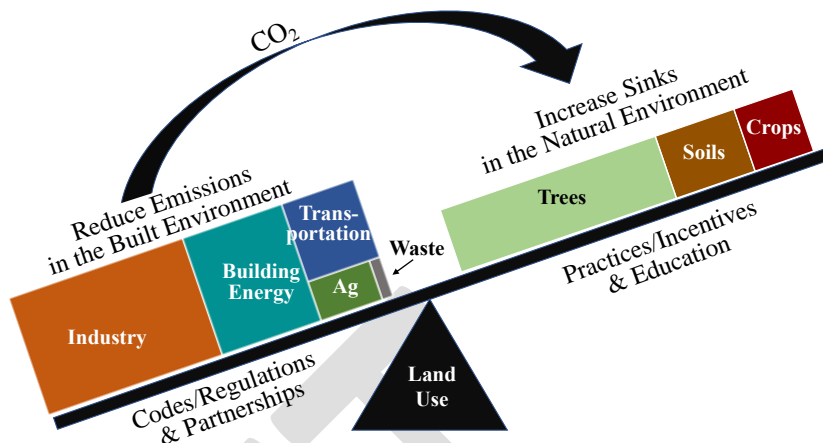 CO2
Reduce Emissions
in the Built Environment
Increase Sinks
in the Natural Environment
Industry
Building
Energy
Trans-
portation
Ag
Waste
Trees
Soils
Crops
Codes/Regulations
& Partnerships
Practices/Incentives
& Education
Land
Use